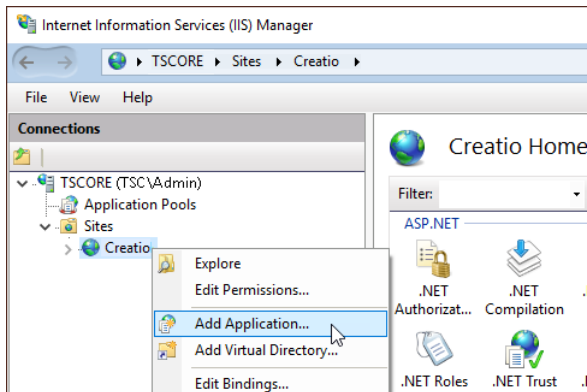 Internet Information Services (IIS) Manager
TSCORE Sites Creatio
File View Help
Connections
TSCORE (TSC\Admin)
Application Pools
Sites
Creatio
Explore
Edit Permissions...
Add Application...
Add Virtual Directory...
Edit Bindings...
Creatio Home
Filter:
ASP.NET
.NET Authorizat...
.NET Compilation
.NET Roles
.NET Trust